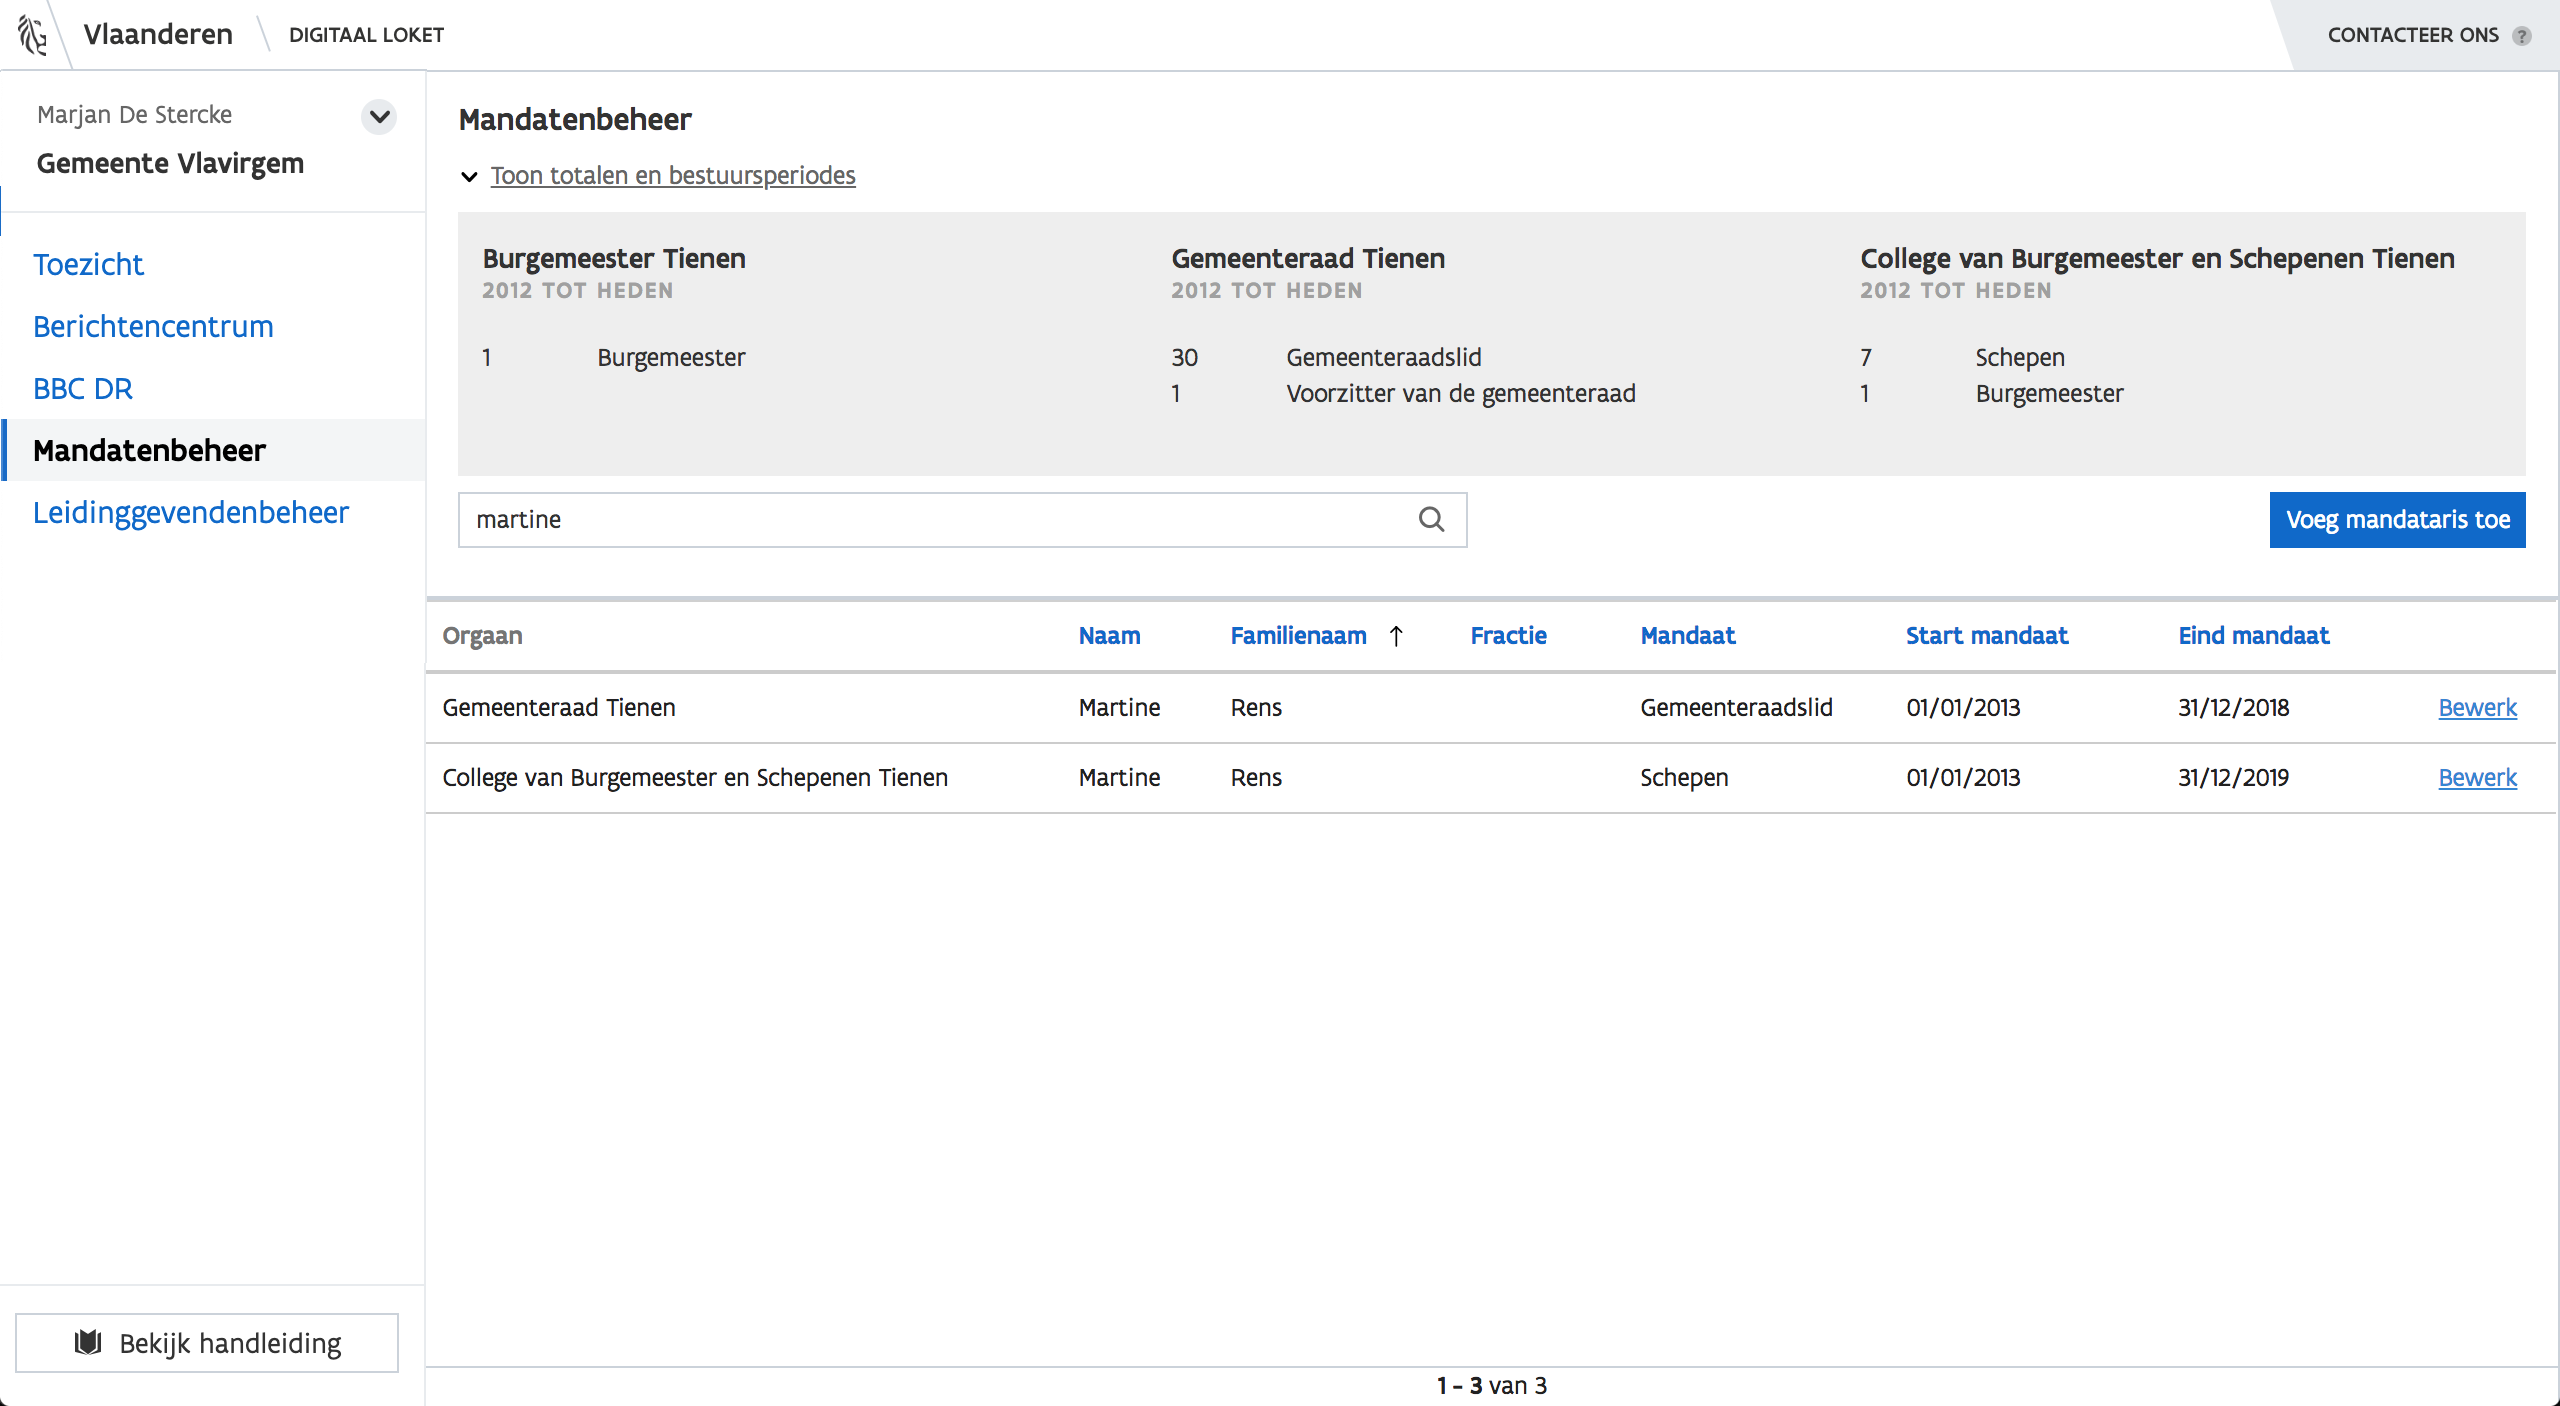 Vlaanderen
DIGITAAL LOKET
CONTACTEER ONS ?
Marjan De Stercke
Gemeente Vlavirgem
Toezicht
Berichtencentrum
BBC DR
Mandatenbeheer
Leidinggevendenbeheer
Bekijk handleiding
Mandatenbeheer
Toon totalen en bestuursperiodes
Burgemeester Tienen
2012 TOT HEDEN
1 Burgemeester
Gemeenteraad Tienen
2012 TOT HEDEN
30 Gemeenteraadslid
1 Voorzitter van de gemeenteraad
College van Burgemeester en Schepenen Tienen
2012 TOT HEDEN
7 Schepen
1 Burgemeester
martine
Voeg mandataris toe
Orgaan Naam Familienaam ↑ Fractie Mandaat Start mandaat Eind mandaat
Gemeenteraad Tienen Martine Rens Gemeenteraadslid 01/01/2013 31/12/2018 Bewerk
College van Burgemeester en Schepenen Tienen Martine Rens Schepen 01/01/2013 31/12/2019 Bewerk
1 - 3 van 3